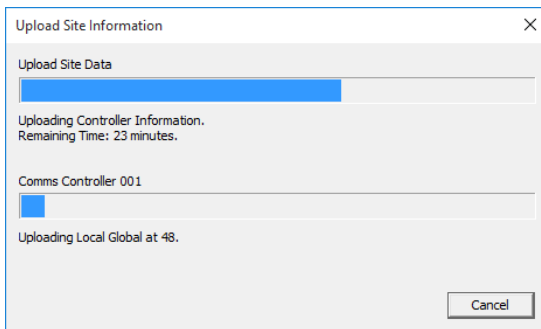 Upload Site Information
Upload Site Data
Uploading Controller Information.
Remaining Time: 23 minutes.
Comms Controller 001
Uploading Local Global at 48.
Cancel